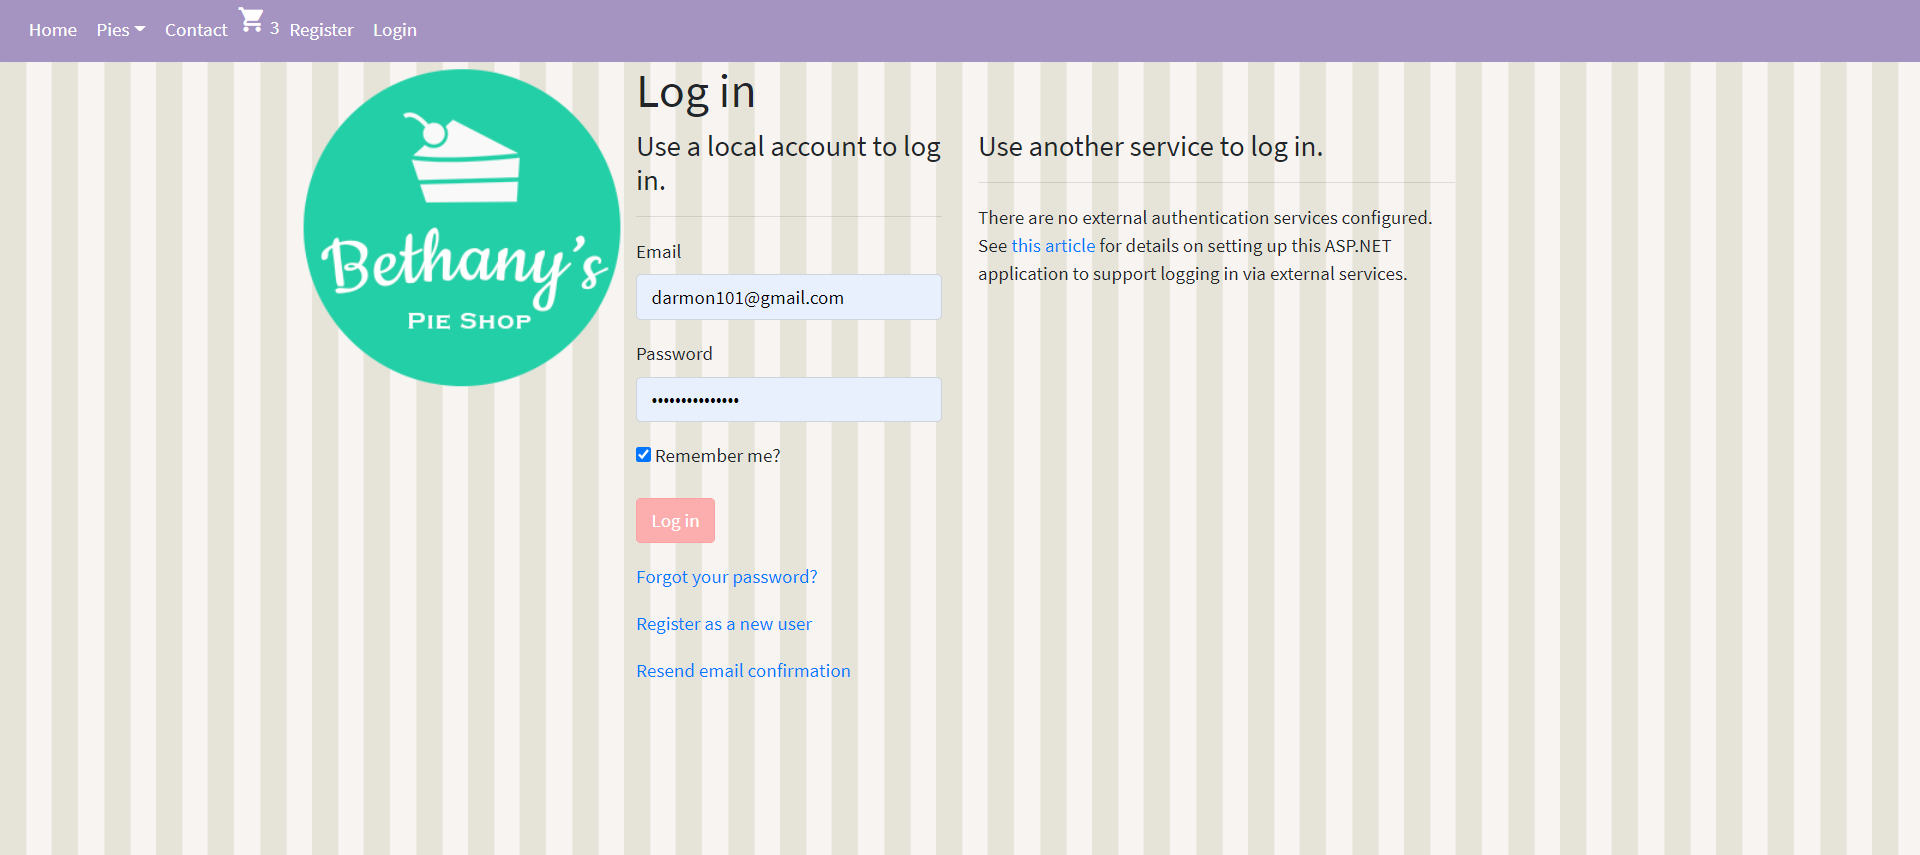 Home Pies Contact 3 Register Login
Bethany's
PIE SHOP
Log in
Use a local account to log
in.
Email
darmon101@gmail.com
Password
•••••••••••••••
Remember me?
Log in
Forgot your password?
Register as a new user
Resend email confirmation
Use another service to log in.
There are no external authentication services configured.
See this article for details on setting up this ASP.NET
application to support logging in via external services.